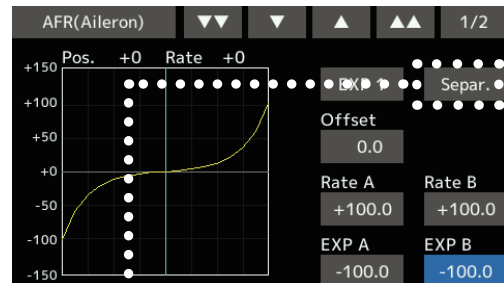 AFR(Aileron) ▼▼ ▼ ▲ ▲▲ 1/2
Pos. +0 Rate +0
+150
+100
+50
+0
-50
-100
-150
EXP 1 Separ.
Offset
0.0
Rate A Rate B
+100.0 +100.0
EXP A EXP B
-100.0 -100.0